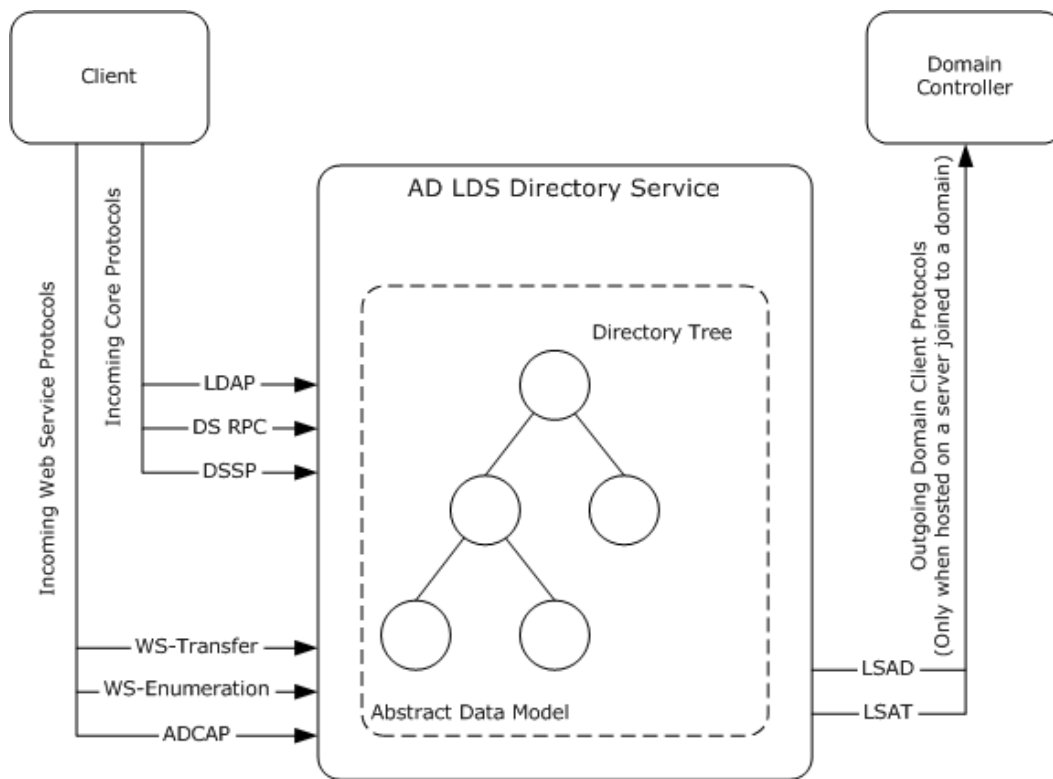 Client
Domain
Controller
AD LDS Directory Service
Incoming Web Service Protocols
Incoming Core Protocols
Outgoing Domain Client Protocols
(Only when hosted on a server joined to a domain)
Directory Tree
LDAP
DS RPC
DSSP
WS-Transfer
WS-Enumeration
ADCAP
Abstract Data Model
LSAD
LSAT